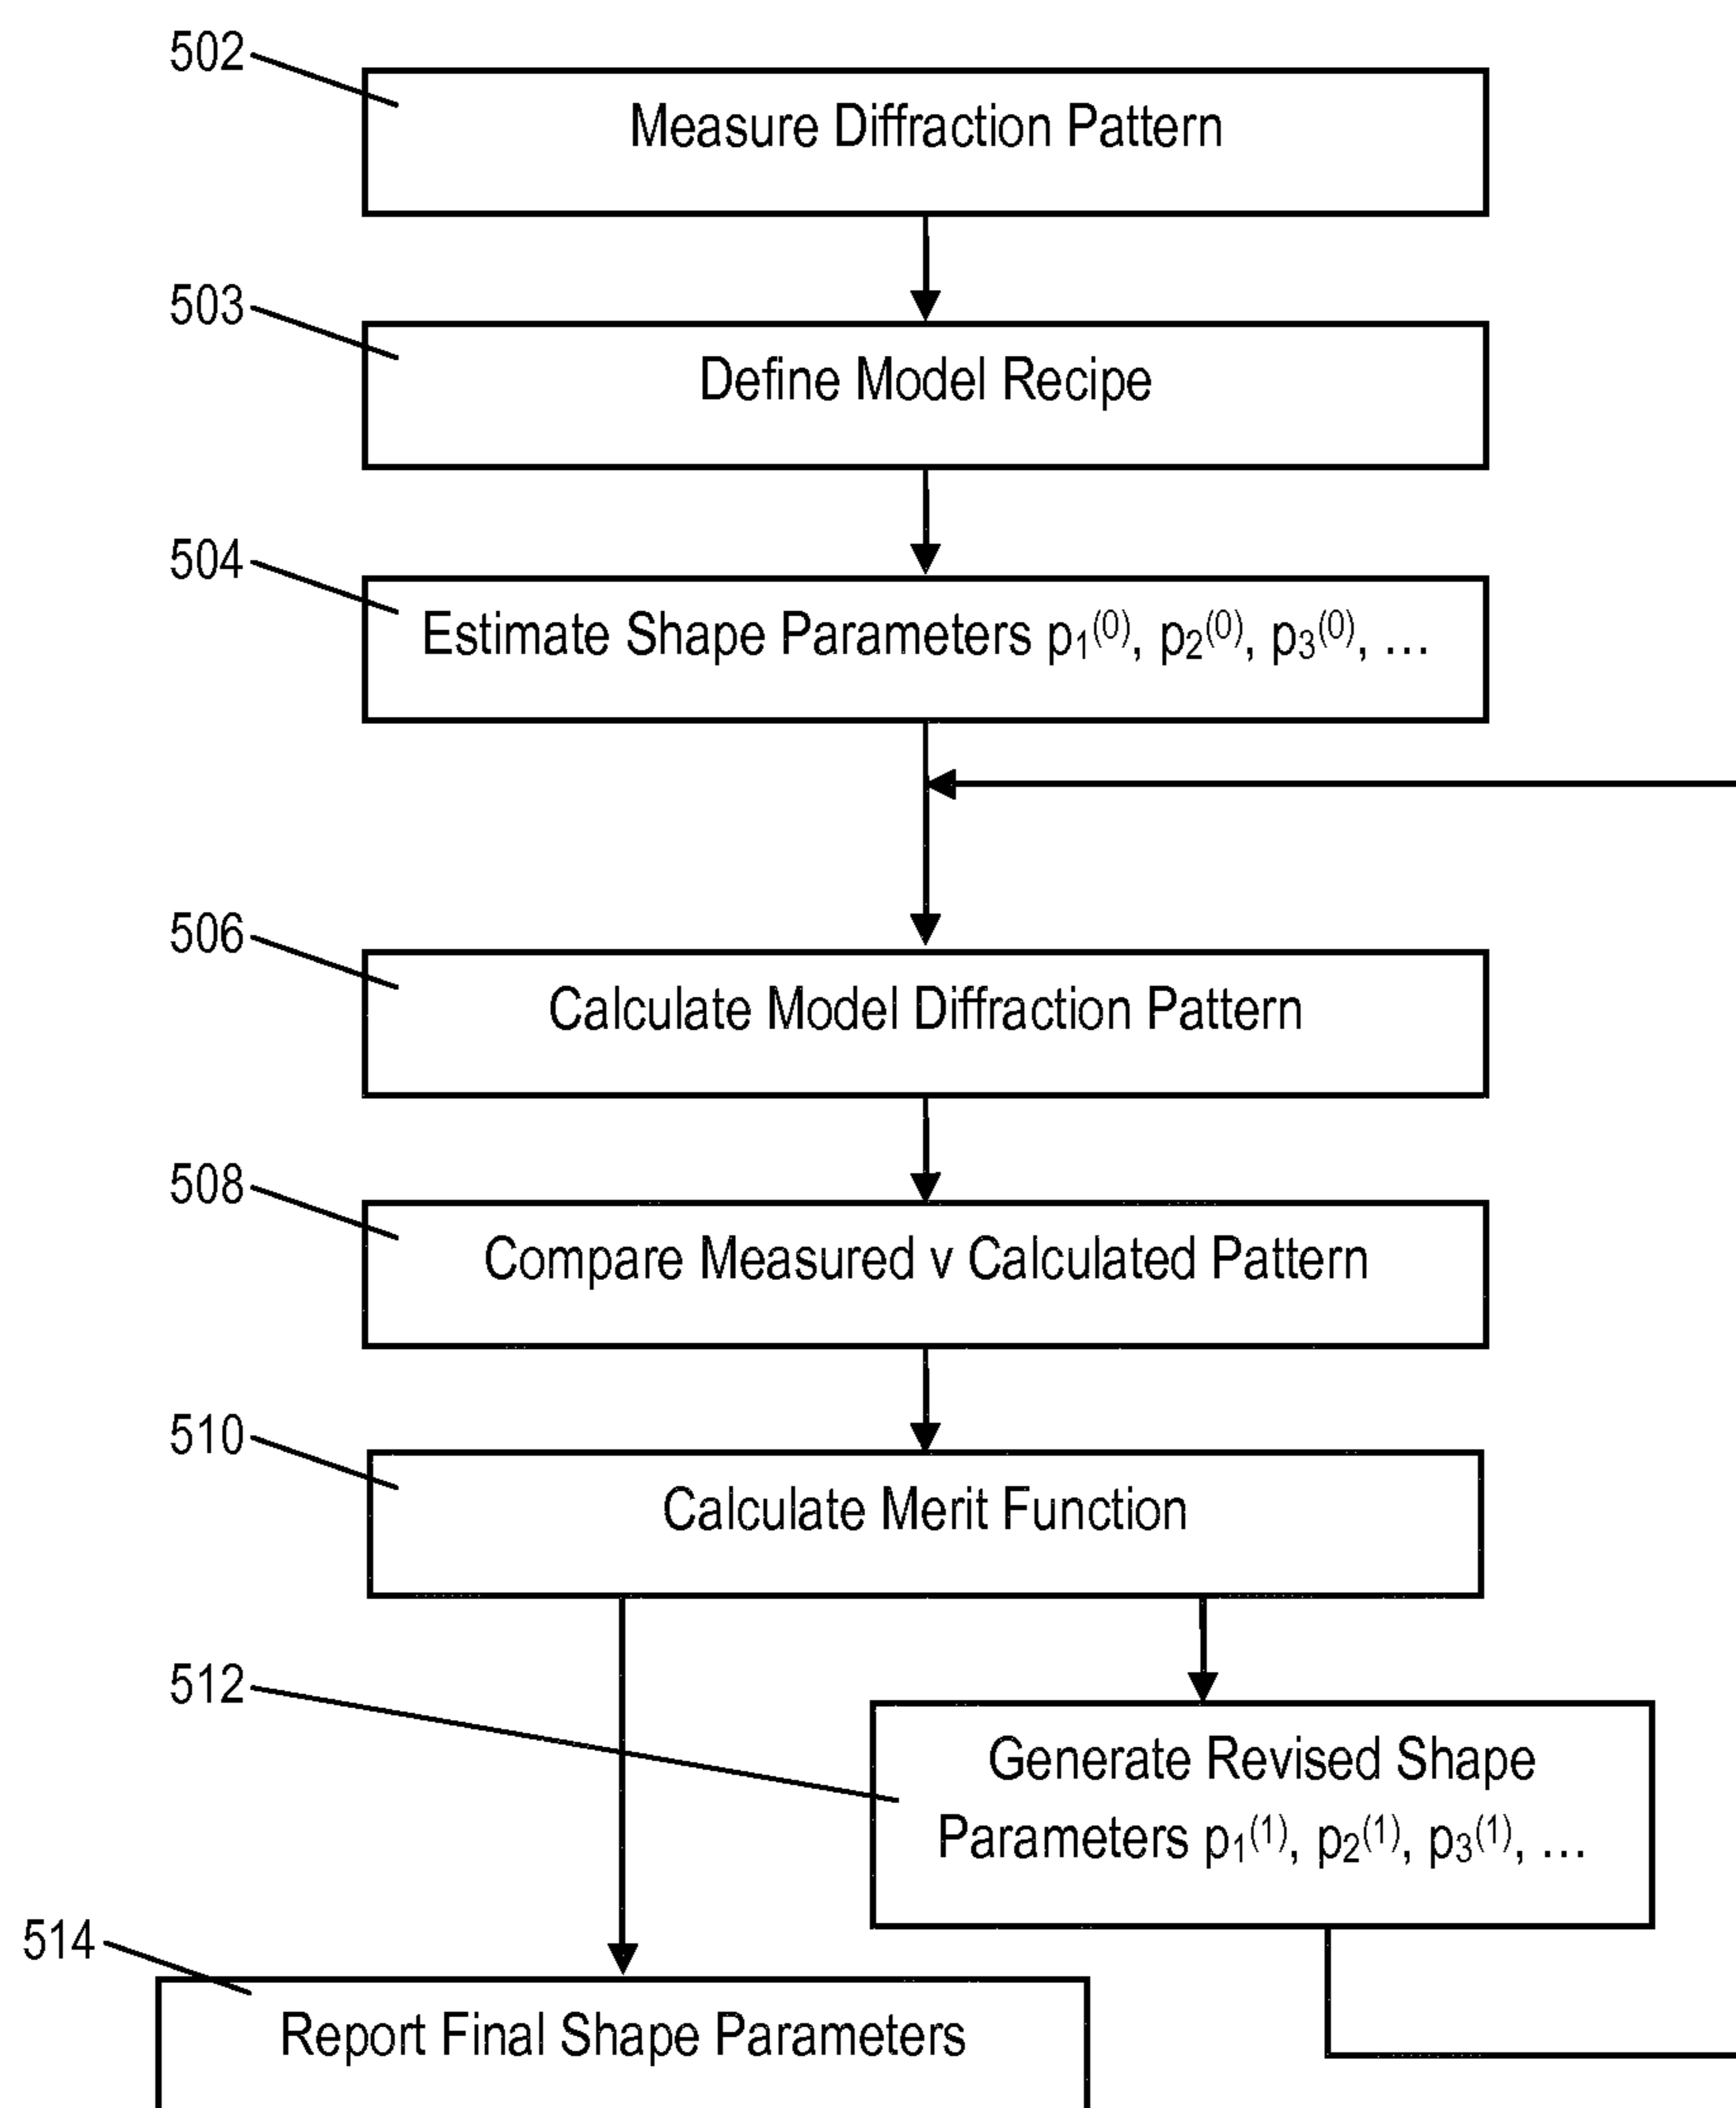 502
Measure Diffraction Pattern
503
Define Model Recipe
504
Estimate Shape Parameters p₁⁽⁰⁾, p₂⁽⁰⁾, p₃⁽⁰⁾, …
506
Calculate Model Diffraction Pattern
508
Compare Measured v Calculated Pattern
510
Calculate Merit Function
512
Generate Revised Shape
Parameters p₁⁽¹⁾, p₂⁽¹⁾, p₃⁽¹⁾, …
514
Report Final Shape Parameters